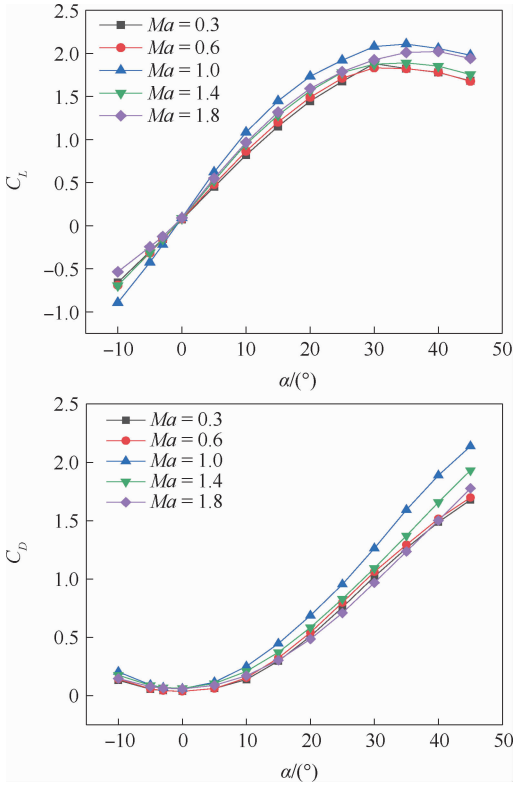 2.5
2.0
1.5
1.0
0.5
0
−0.5
−1.0
C_L
Ma = 0.3
Ma = 0.6
Ma = 1.0
Ma = 1.4
Ma = 1.8
−10 0 10 20 30 40 50
α/(°)
2.5
2.0
1.5
1.0
0.5
0
C_D
Ma = 0.3
Ma = 0.6
Ma = 1.0
Ma = 1.4
Ma = 1.8
−10 0 10 20 30 40 50
α/(°)